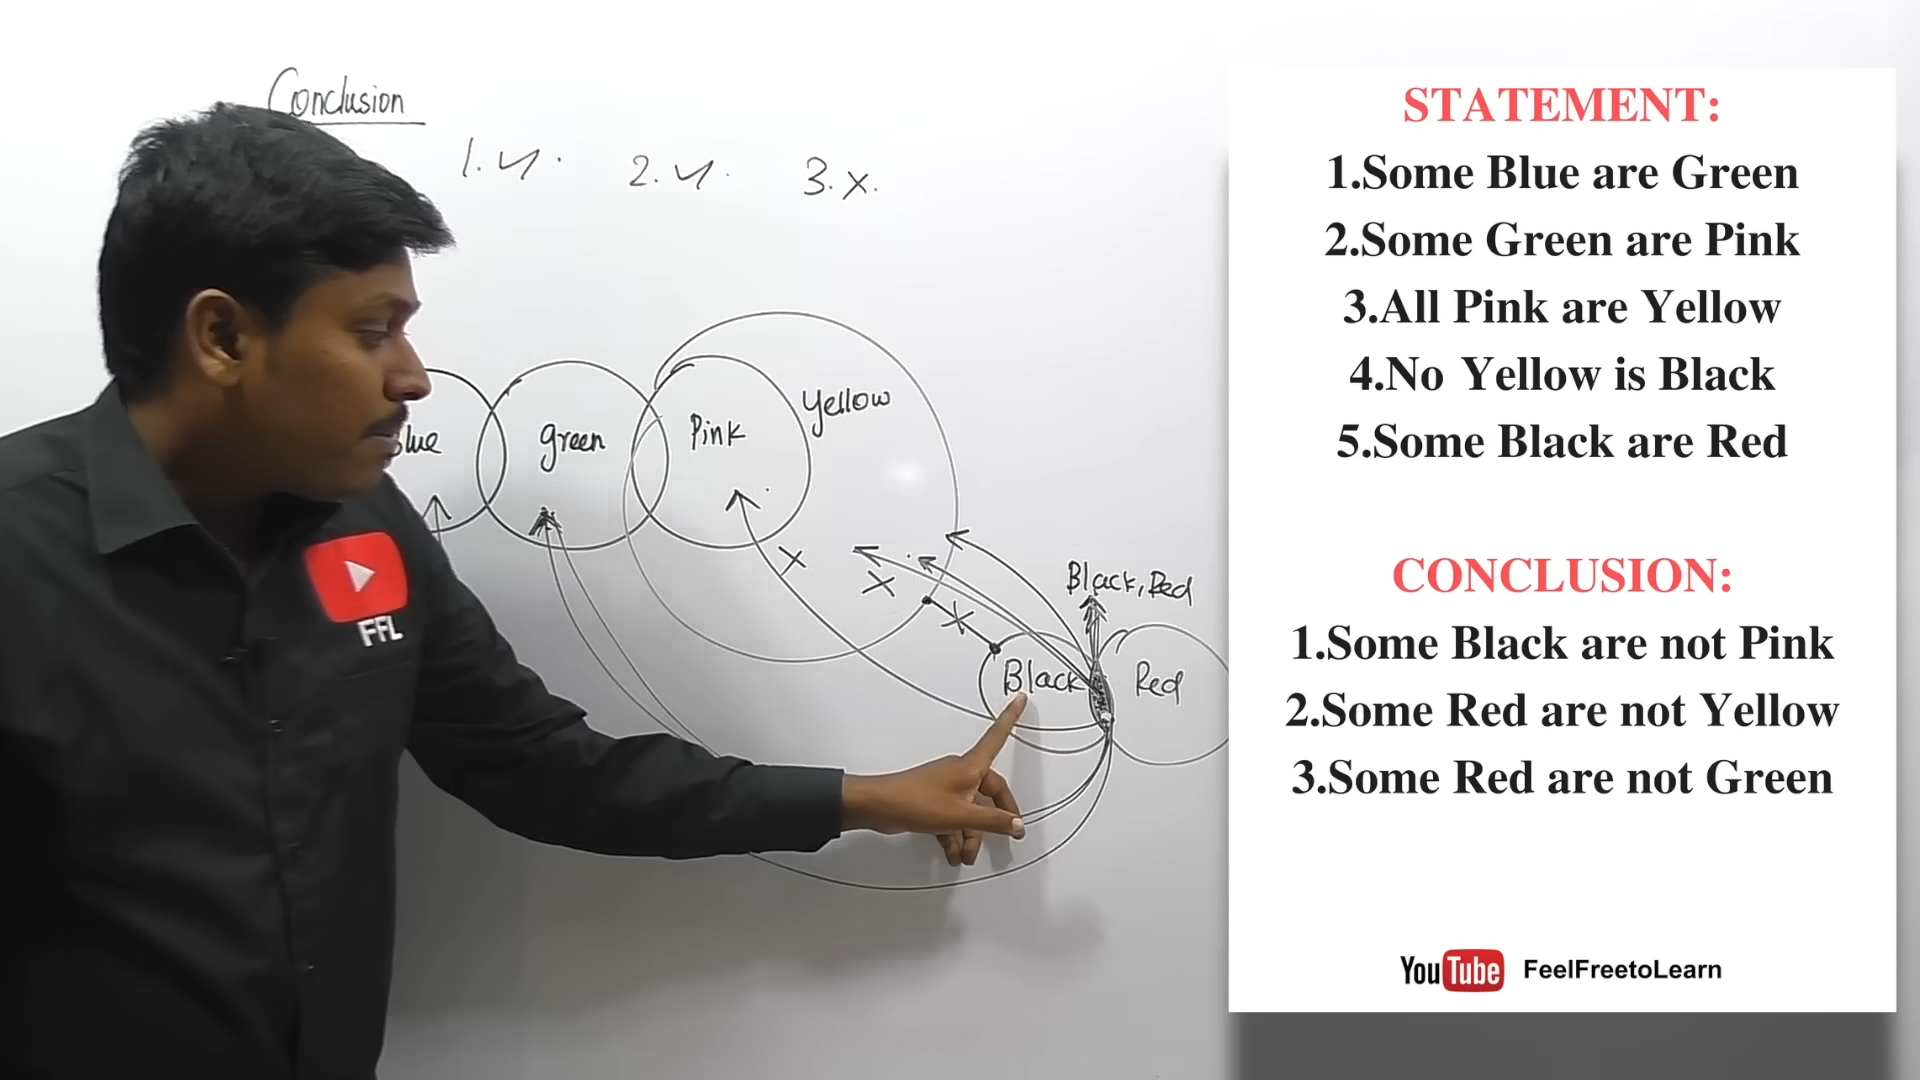 Conclusion
1. ✓. 2. ✓. 3. x.
Yellow
green Pink
x
x
x
Black, Red
Black Red
FFL
STATEMENT:
1.Some Blue are Green
2.Some Green are Pink
3.All Pink are Yellow
4.No Yellow is Black
5.Some Black are Red
CONCLUSION:
1.Some Black are not Pink
2.Some Red are not Yellow
3.Some Red are not Green
YouTube FeelFreetoLearn